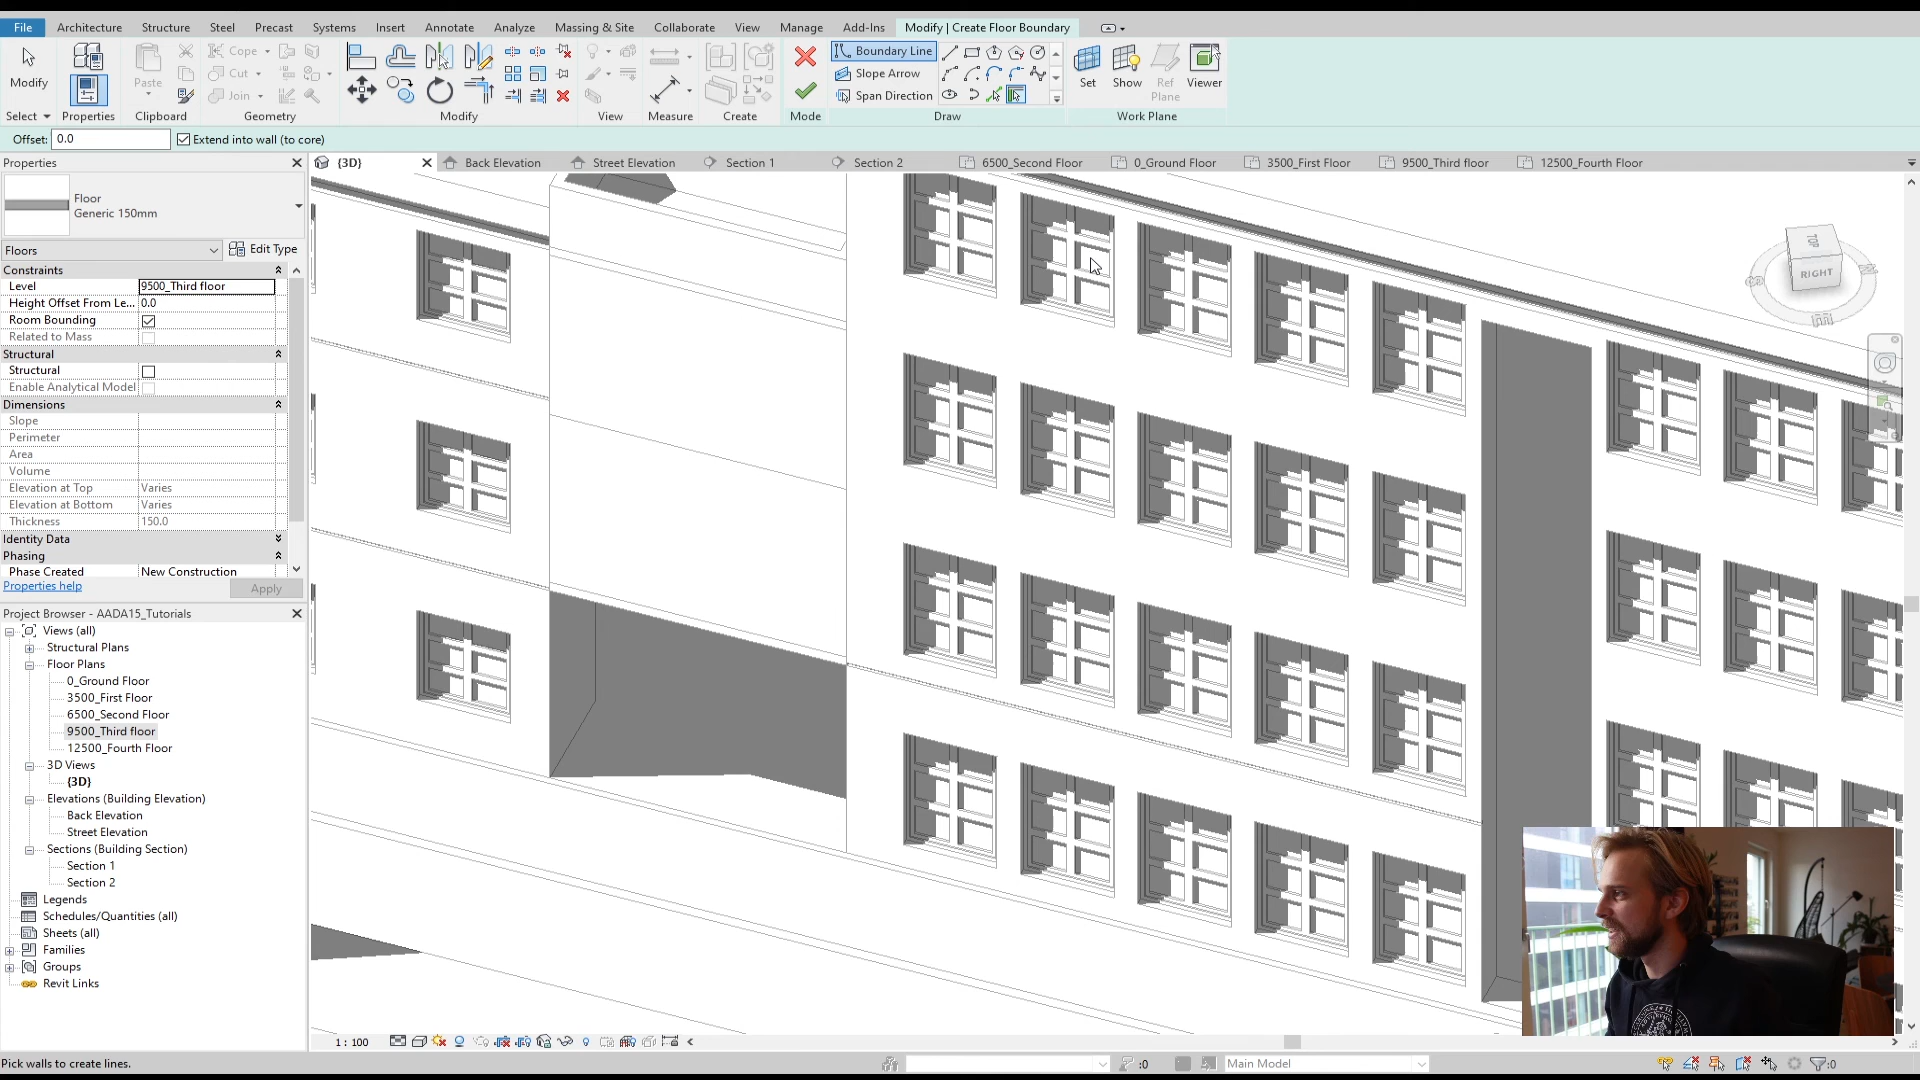 File Architecture Structure Steel Precast Systems Insert Annotate Analyze Massing & Site Collaborate View Manage Add-Ins Modify | Create Floor Boundary
Modify
Paste
Cope
Cut
Join
Boundary Line
Slope Arrow
Span Direction
Set
Show
Ref
Plane
Viewer
Select Properties Clipboard Geometry Modify View Measure Create Mode Draw Work Plane
Offset: 0.0 Extend into wall (to core)
Properties
{3D} Back Elevation Street Elevation Section 1 Section 2 6500_Second Floor 0_Ground Floor 3500_First Floor 9500_Third floor 12500_Fourth Floor
Floor
Generic 150mm
Floors Edit Type
Constraints
Level 9500_Third floor
Height Offset From Le... 0.0
Room Bounding
Related to Mass
Structural
Structural
Enable Analytical Model
Dimensions
Slope
Perimeter
Area
Volume
Elevation at Top Varies
Elevation at Bottom Varies
Thickness 150.0
Identity Data
Phasing
Phase Created New Construction
Properties help Apply
Project Browser - AADA15_Tutorials
Views (all)
Structural Plans
Floor Plans
0_Ground Floor
3500_First Floor
6500_Second Floor
9500_Third floor
12500_Fourth Floor
3D Views
{3D}
Elevations (Building Elevation)
Back Elevation
Street Elevation
Sections (Building Section)
Section 1
Section 2
Legends
Schedules/Quantities (all)
Sheets (all)
Families
Groups
Revit Links
TOP
RIGHT
1 : 100
Pick walls to create lines.
:0
Main Model
:0